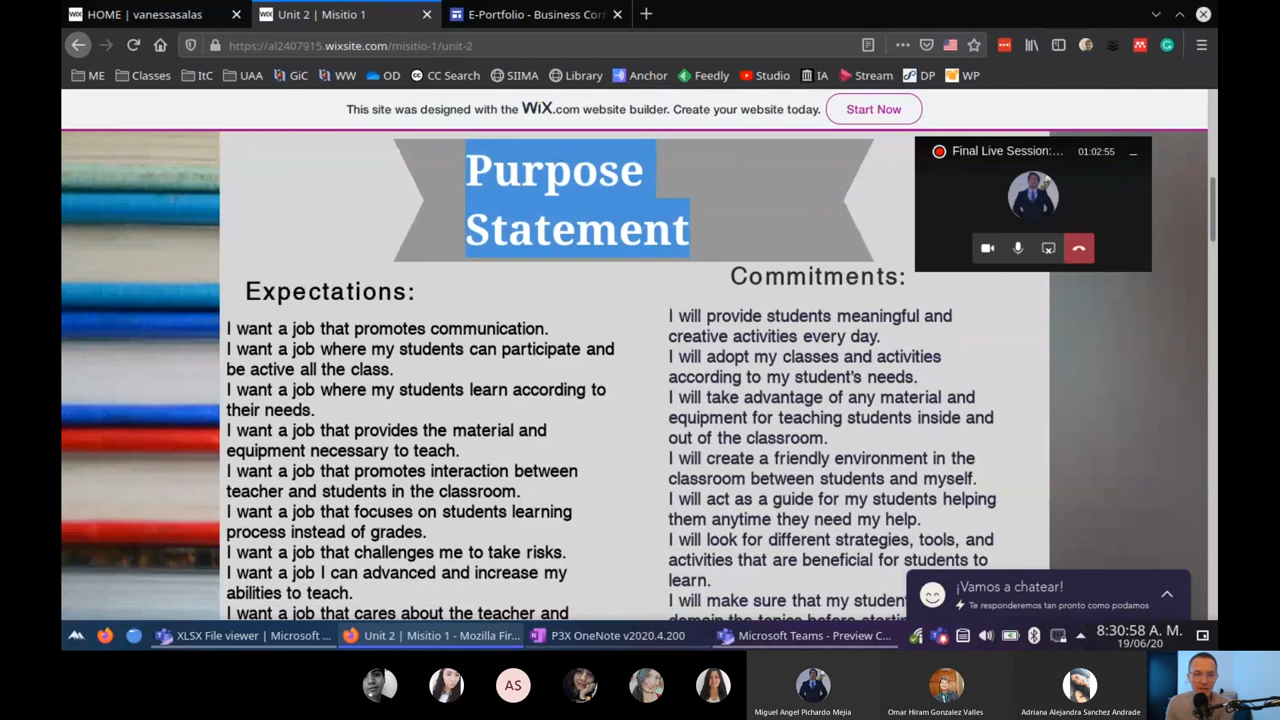 HOME | vanessasalas
Unit 2 | Misitio 1
E-Portfolio - Business Cor
https://al2407915.wixsite.com/misitio-1/unit-2
ME Classes ItC UAA GiC WW OD CC Search SIIMA Library Anchor Feedly Studio IA Stream DP WP
This site was designed with the WiX.com website builder. Create your website today. Start Now
Final Live Session:... 01:02:55
Purpose
Statement
Expectations:
I want a job that promotes communication.
I want a job where my students can participate and
be active all the class.
I want a job where my students learn according to
their needs.
I want a job that provides the material and
equipment necessary to teach.
I want a job that promotes interaction between
teacher and students in the classroom.
I want a job that focuses on students learning
process instead of grades.
I want a job that challenges me to take risks.
I want a job I can advanced and increase my
abilities to teach.
I want a job that cares about the teacher and
Commitments:
I will provide students meaningful and
creative activities every day.
I will adopt my classes and activities
according to my student's needs.
I will take advantage of any material and
equipment for teaching students inside and
out of the classroom.
I will create a friendly environment in the
classroom between students and myself.
I will act as a guide for my students helping
them anytime they need my help.
I will look for different strategies, tools, and
activities that are beneficial for students to
learn.
I will make sure that my studen
domain the topics before starti
¡Vamos a chatear!
Te responderemos tan pronto como podamos
XLSX File viewer | Microsoft ...
Unit 2 | Misitio 1 - Mozilla Fir...
P3X OneNote v2020.4.200
Microsoft Teams - Preview C...
8:30:58 A. M.
19/06/20
AS
Miguel Angel Pichardo Mejia
Omar Hiram Gonzalez Valles
Adriana Alejandra Sanchez Andrade